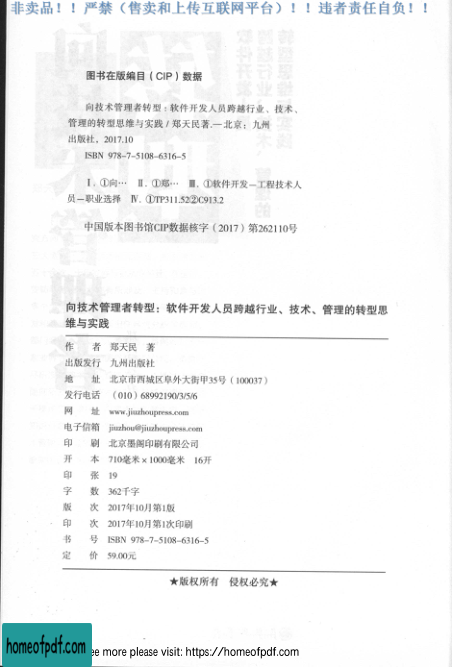 非卖品！！严禁（售卖和上传互联网平台）！！违者责任自负！！
图书在版编目（CIP）数据
向技术管理者转型：软件开发人员跨越行业、技术、
管理的转型思维与实践 / 郑天民著. —北京：九州
出版社，2017.10
ISBN 978-7-5108-6316-5
Ⅰ. ①向… Ⅱ. ①郑… Ⅲ. ①软件开发—工程技术人
员—职业选择 Ⅳ. ①TP311.52②C913.2
中国版本图书馆CIP数据核字（2017）第262110号
向技术管理者转型：软件开发人员跨越行业、技术、管理的转型思
维与实践
作 者 郑天民 著
出版发行 九州出版社
地 址 北京市西城区阜外大街甲35号（100037）
发行电话 （010）68992190/3/5/6
网 址 www.jiuzhoupress.com
电子信箱 jiuzhou@jiuzhoupress.com
印 刷 北京墨阁印刷有限公司
开 本 710毫米×1000毫米 16开
印 张 19
字 数 362千字
版 次 2017年10月第1版
印 次 2017年10月第1次印刷
书 号 ISBN 978-7-5108-6316-5
定 价 59.00元
★版权所有 侵权必究★
homeofpdf.com
ee more please visit: https://homeofpdf.com